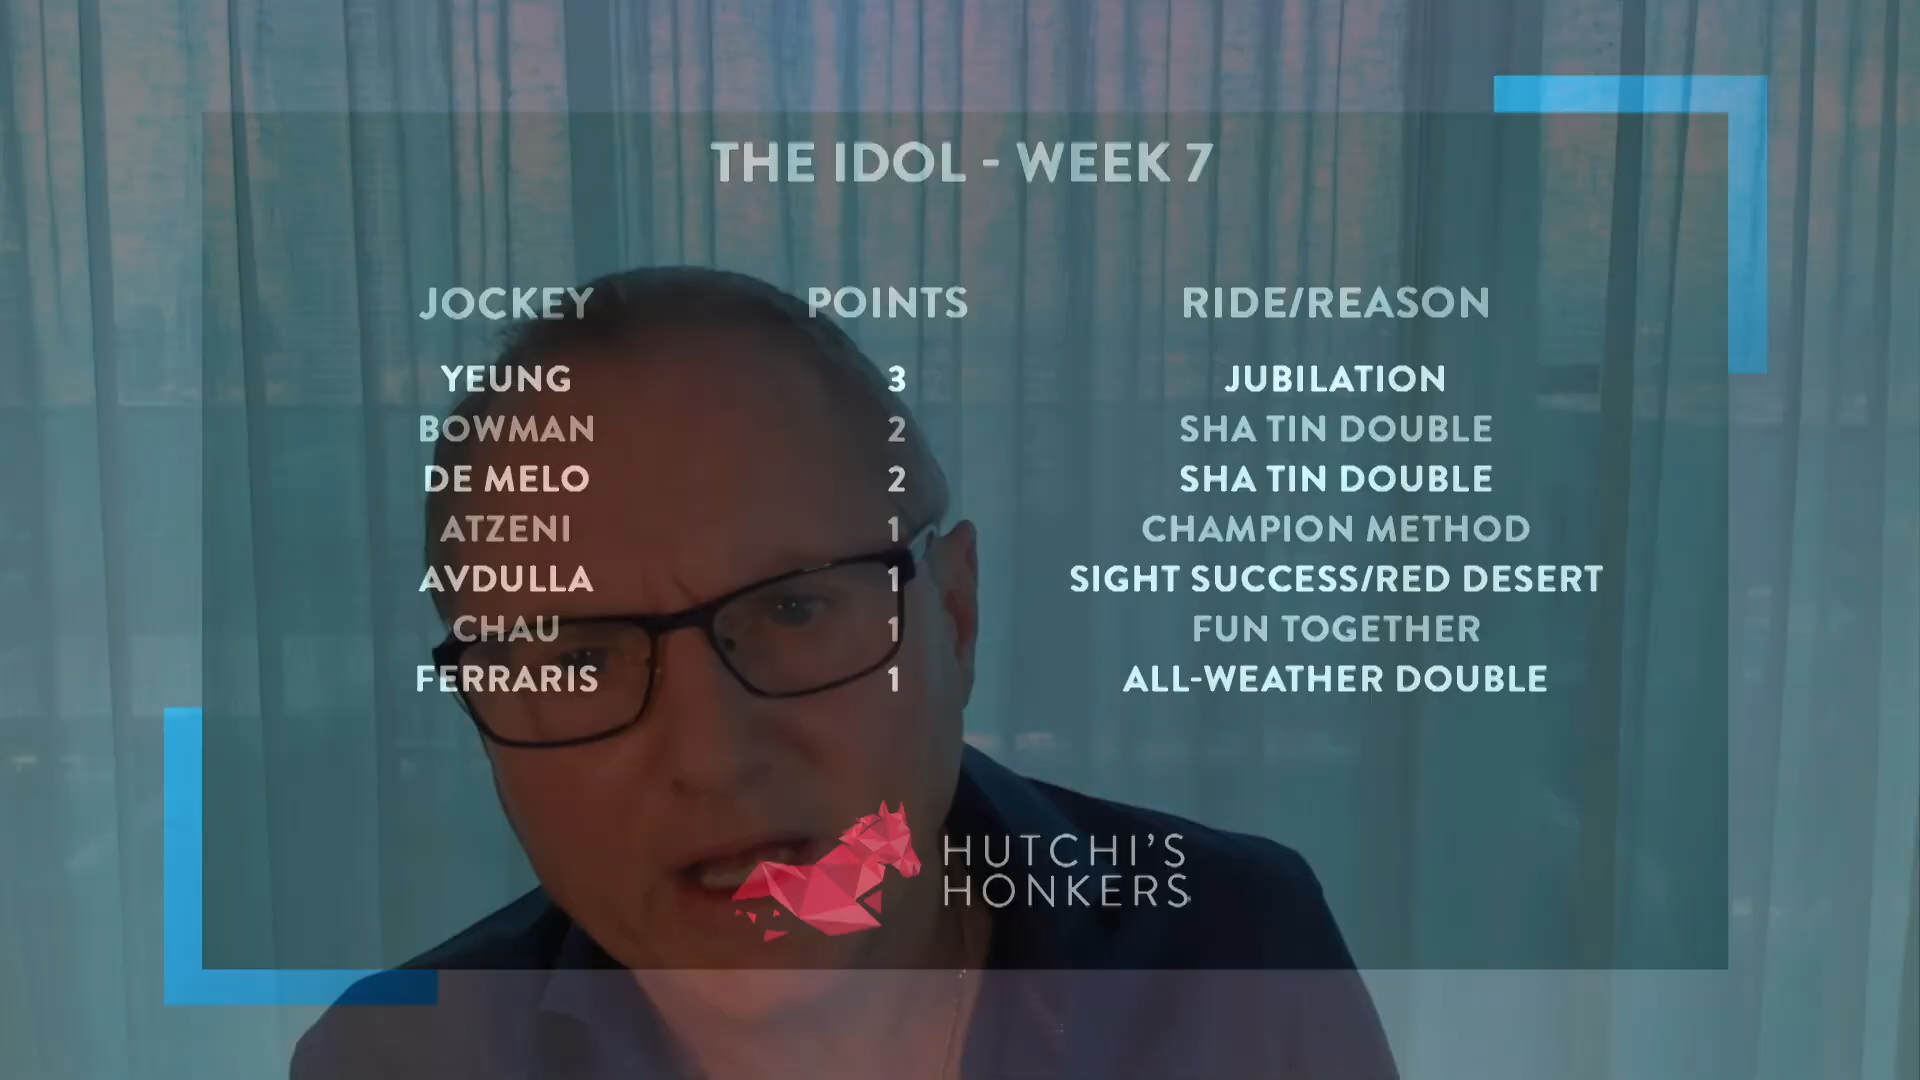 THE IDOL - WEEK 7
JOCKEY POINTS RIDE/REASON
YEUNG 3 JUBILATION
BOWMAN 2 SHA TIN DOUBLE
DE MELO 2 SHA TIN DOUBLE
ATZENI 1 CHAMPION METHOD
AVDULLA 1 SIGHT SUCCESS/RED DESERT
CHAU 1 FUN TOGETHER
FERRARIS 1 ALL-WEATHER DOUBLE
HUTCHI'S
HONKERS